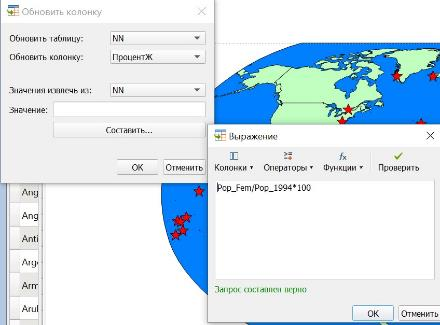 Обновить колонку
Обновить таблицу: NN
Обновить колонку: ПроцентЖ
Значения извлечь из: NN
Значение:
Составить...
OK Отменить
Выражение
Колонки Операторы Функции Проверить
Pop_Fem/Pop_1994*100
Запрос составлен верно
OK Отменить
Ang
Ang
Anti
Arge
Arm
Arul